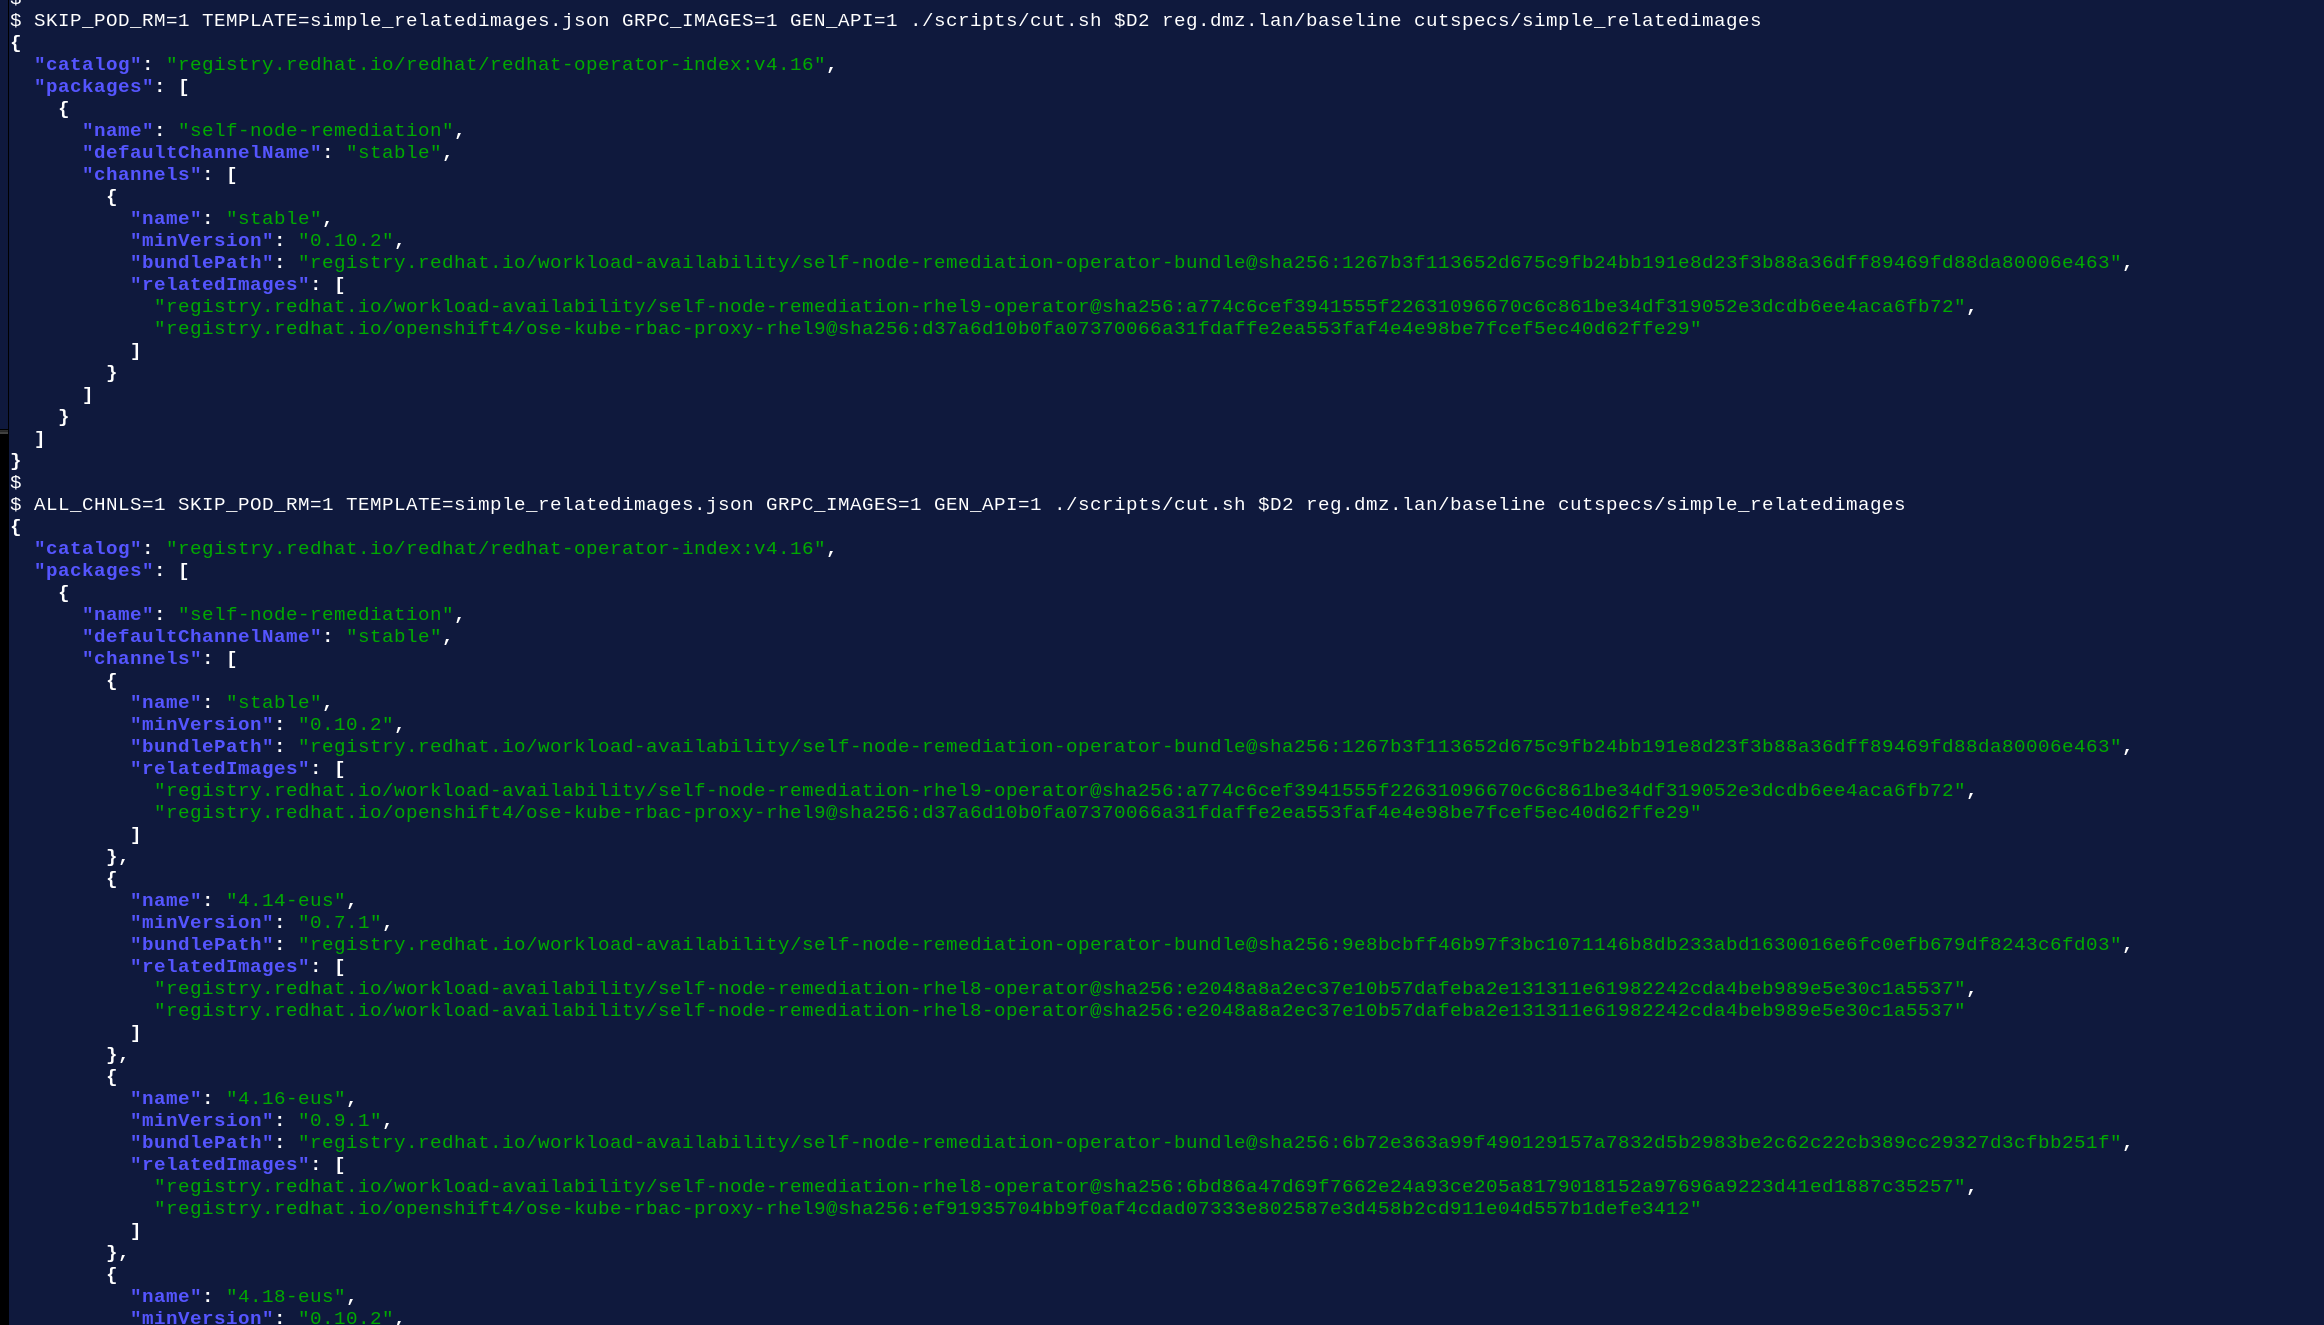 $
$ SKIP_POD_RM=1 TEMPLATE=simple_relatedimages.json GRPC_IMAGES=1 GEN_API=1 ./scripts/cut.sh $D2 reg.dmz.lan/baseline cutspecs/simple_relatedimages
{
  "catalog": "registry.redhat.io/redhat/redhat-operator-index:v4.16",
  "packages": [
    {
      "name": "self-node-remediation",
      "defaultChannelName": "stable",
      "channels": [
        {
          "name": "stable",
          "minVersion": "0.10.2",
          "bundlePath": "registry.redhat.io/workload-availability/self-node-remediation-operator-bundle@sha256:1267b3f113652d675c9fb24bb191e8d23f3b88a36dff89469fd88da80006e463",
          "relatedImages": [
            "registry.redhat.io/workload-availability/self-node-remediation-rhel9-operator@sha256:a774c6cef3941555f22631096670c6c861be34df319052e3dcdb6ee4aca6fb72",
            "registry.redhat.io/openshift4/ose-kube-rbac-proxy-rhel9@sha256:d37a6d10b0fa07370066a31fdaffe2ea553faf4e4e98be7fcef5ec40d62ffe29"
          ]
        }
      ]
    }
  ]
}
$
$ ALL_CHNLS=1 SKIP_POD_RM=1 TEMPLATE=simple_relatedimages.json GRPC_IMAGES=1 GEN_API=1 ./scripts/cut.sh $D2 reg.dmz.lan/baseline cutspecs/simple_relatedimages
{
  "catalog": "registry.redhat.io/redhat/redhat-operator-index:v4.16",
  "packages": [
    {
      "name": "self-node-remediation",
      "defaultChannelName": "stable",
      "channels": [
        {
          "name": "stable",
          "minVersion": "0.10.2",
          "bundlePath": "registry.redhat.io/workload-availability/self-node-remediation-operator-bundle@sha256:1267b3f113652d675c9fb24bb191e8d23f3b88a36dff89469fd88da80006e463",
          "relatedImages": [
            "registry.redhat.io/workload-availability/self-node-remediation-rhel9-operator@sha256:a774c6cef3941555f22631096670c6c861be34df319052e3dcdb6ee4aca6fb72",
            "registry.redhat.io/openshift4/ose-kube-rbac-proxy-rhel9@sha256:d37a6d10b0fa07370066a31fdaffe2ea553faf4e4e98be7fcef5ec40d62ffe29"
          ]
        },
        {
          "name": "4.14-eus",
          "minVersion": "0.7.1",
          "bundlePath": "registry.redhat.io/workload-availability/self-node-remediation-operator-bundle@sha256:9e8bcbff46b97f3bc1071146b8db233abd1630016e6fc0efb679df8243c6fd03",
          "relatedImages": [
            "registry.redhat.io/workload-availability/self-node-remediation-rhel8-operator@sha256:e2048a8a2ec37e10b57dafeba2e131311e61982242cda4beb989e5e30c1a5537",
            "registry.redhat.io/workload-availability/self-node-remediation-rhel8-operator@sha256:e2048a8a2ec37e10b57dafeba2e131311e61982242cda4beb989e5e30c1a5537"
          ]
        },
        {
          "name": "4.16-eus",
          "minVersion": "0.9.1",
          "bundlePath": "registry.redhat.io/workload-availability/self-node-remediation-operator-bundle@sha256:6b72e363a99f490129157a7832d5b2983be2c62c22cb389cc29327d3cfbb251f",
          "relatedImages": [
            "registry.redhat.io/workload-availability/self-node-remediation-rhel8-operator@sha256:6bd86a47d69f7662e24a93ce205a8179018152a97696a9223d41ed1887c35257",
            "registry.redhat.io/openshift4/ose-kube-rbac-proxy-rhel9@sha256:ef91935704bb9f0af4cdad07333e802587e3d458b2cd911e04d557b1defe3412"
          ]
        },
        {
          "name": "4.18-eus",
          "minVersion": "0.10.2",